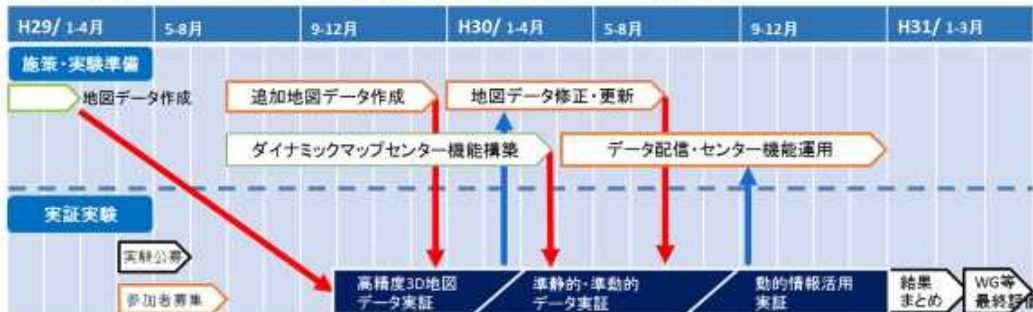 H29/ 1-4月 5-8月 9-12月 H30/ 1-4月 5-8月 9-12月 H31/ 1-3月
施策・実験準備
地図データ作成 追加地図データ作成 地図データ修正・更新
ダイナミックマップセンター機能構築 データ配信・センター機能運用
実証実験
実験公募
参加者募集
高精度3D地図
データ実証
準静的・準動的
データ実証
動的情報活用
実証
結果
まとめ
WG等
最終評価